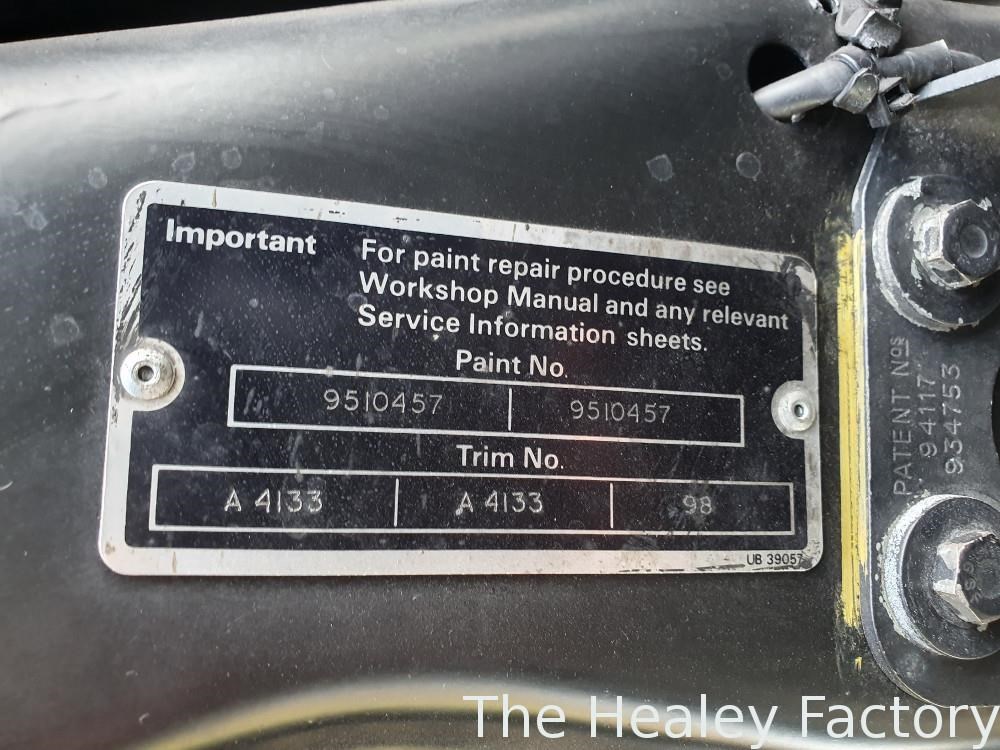 Important
For paint repair procedure see
Workshop Manual and any relevant
Service Information sheets.
Paint No.
9510457 9510457
Trim No.
A 4133 A 4133 98
UB 39057
PATENT Nos
94117
934753
The Healey Factory